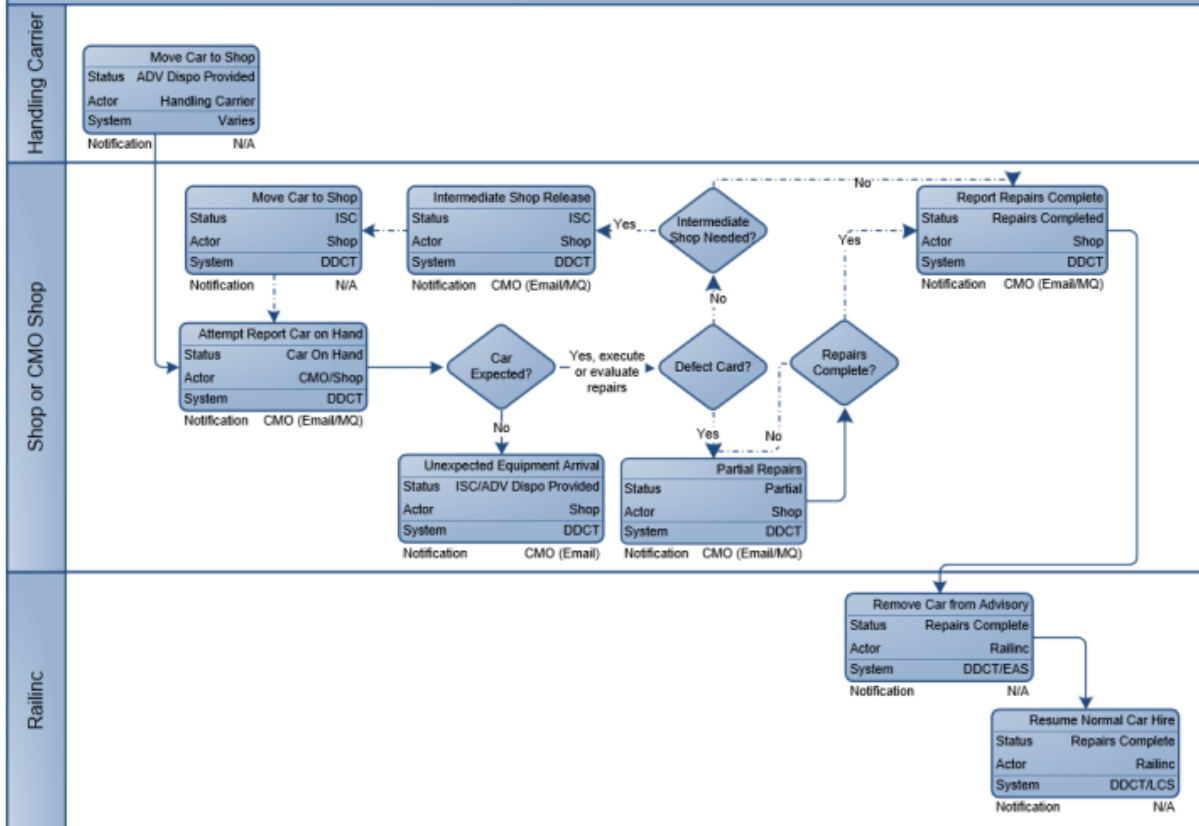 Handling Carrier
Move Car to Shop
Status ADV Dispo Provided
Actor Handling Carrier
System Varies
Notification N/A
Shop or CMO Shop
Move Car to Shop
Status ISC
Actor Shop
System DDCT
Notification N/A
Intermediate Shop Release
Status ISC
Actor Shop
System DDCT
Notification CMO (Email/MQ)
Yes
Intermediate
Shop Needed?
No
Report Repairs Complete
Status Repairs Completed
Actor Shop
System DDCT
Notification CMO (Email/MQ)
Attempt Report Car on Hand
Status Car On Hand
Actor CMO/Shop
System DDCT
Notification CMO (Email/MQ)
Car
Expected?
Yes, execute
or evaluate
repairs
No
Defect Card?
No
Yes
Repairs
Complete?
Yes
No
Unexpected Equipment Arrival
Status ISC/ADV Dispo Provided
Actor Shop
System DDCT
Notification CMO (Email)
Partial Repairs
Status Partial
Actor Shop
System DDCT
Notification CMO (Email/MQ)
Railinc
Remove Car from Advisory
Status Repairs Complete
Actor Railinc
System DDCT/EAS
Notification N/A
Resume Normal Car Hire
Status Repairs Complete
Actor Railinc
System DDCT/LCS
Notification N/A